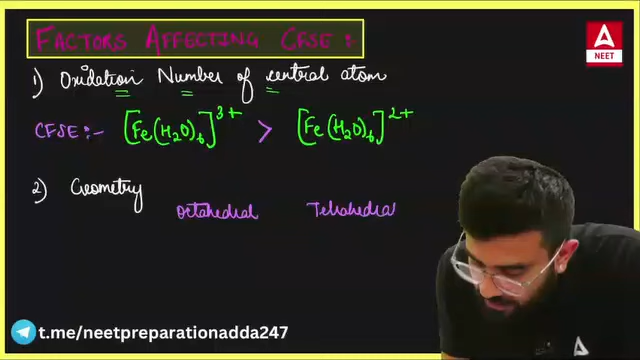 FACTORS AFFECTING CFSE :-
A
NEET
1) Oxidation Number of central atom
CFSE :- [Fe(H2O)6]3+ > [Fe(H2O)6]2+
2) Geometry
Octahedral Tetrahedral
t.me/neetpreparationadda247